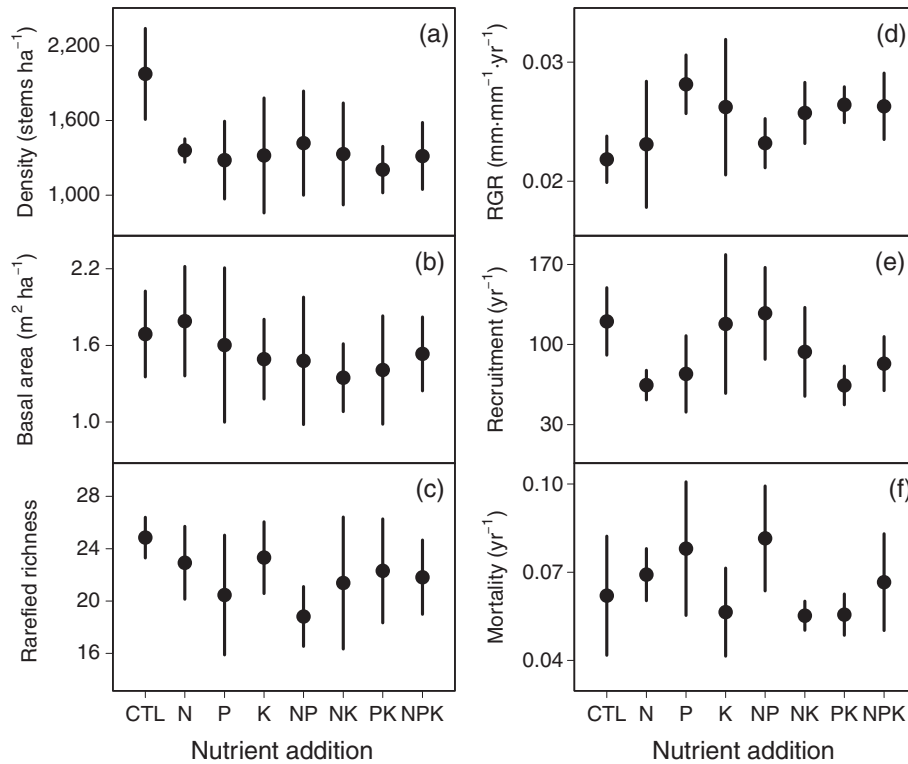 (a)
Density (stems ha⁻¹)
2,200
1,600
1,000
(b)
Basal area (m² ha⁻¹)
2.2
1.6
1.0
(c)
Rarefied richness
28
24
20
16
CTL N P K NP NK PK NPK
Nutrient addition
(d)
RGR (mm·mm⁻¹·yr⁻¹)
0.03
0.02
(e)
Recruitment (yr⁻¹)
170
100
30
(f)
Mortality (yr⁻¹)
0.10
0.07
0.04
CTL N P K NP NK PK NPK
Nutrient addition